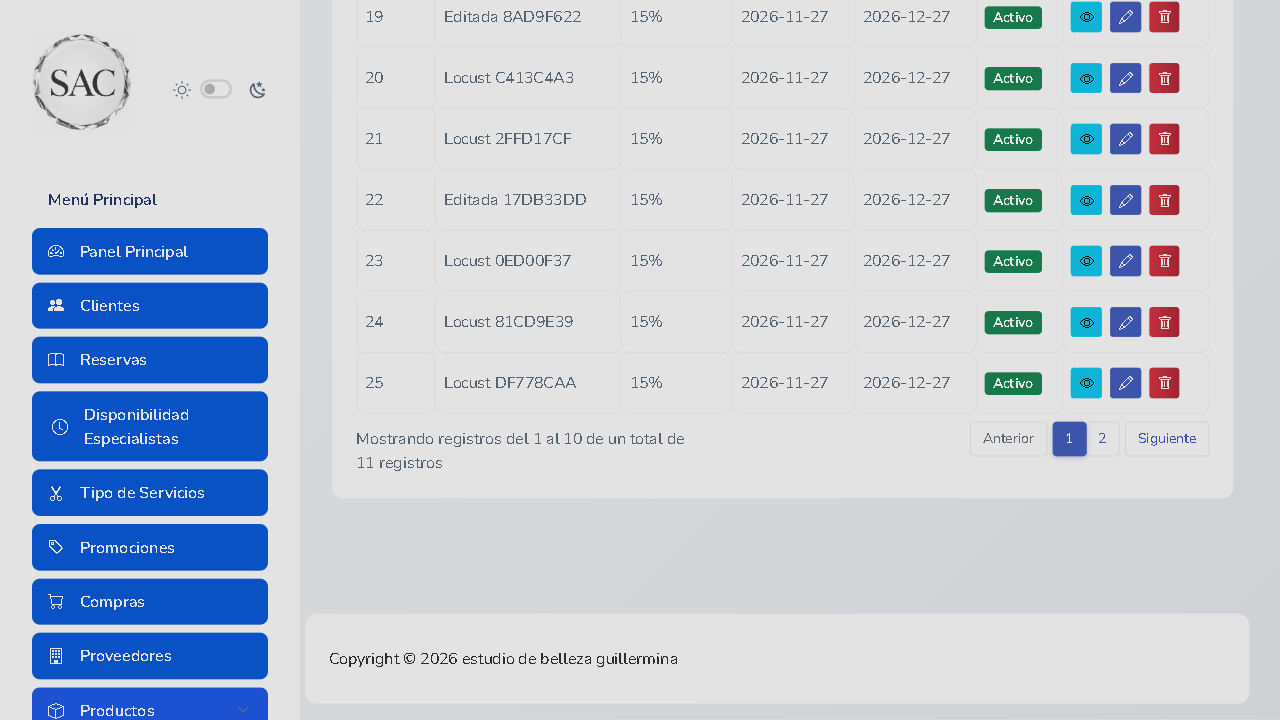 SAC
Menú Principal
Panel Principal
Clientes
Reservas
Disponibilidad
Especialistas
Tipo de Servicios
Promociones
Compras
Proveedores
Productos
19 Editada 8AD9F622 15% 2026-11-27 2026-12-27 Activo
20 Locust C413C4A3 15% 2026-11-27 2026-12-27 Activo
21 Locust 2FFD17CF 15% 2026-11-27 2026-12-27 Activo
22 Editada 17DB33DD 15% 2026-11-27 2026-12-27 Activo
23 Locust 0ED00F37 15% 2026-11-27 2026-12-27 Activo
24 Locust 81CD9E39 15% 2026-11-27 2026-12-27 Activo
25 Locust DF778CAA 15% 2026-11-27 2026-12-27 Activo
Mostrando registros del 1 al 10 de un total de
11 registros
Anterior 1 2 Siguiente
Copyright © 2026 estudio de belleza guillermina